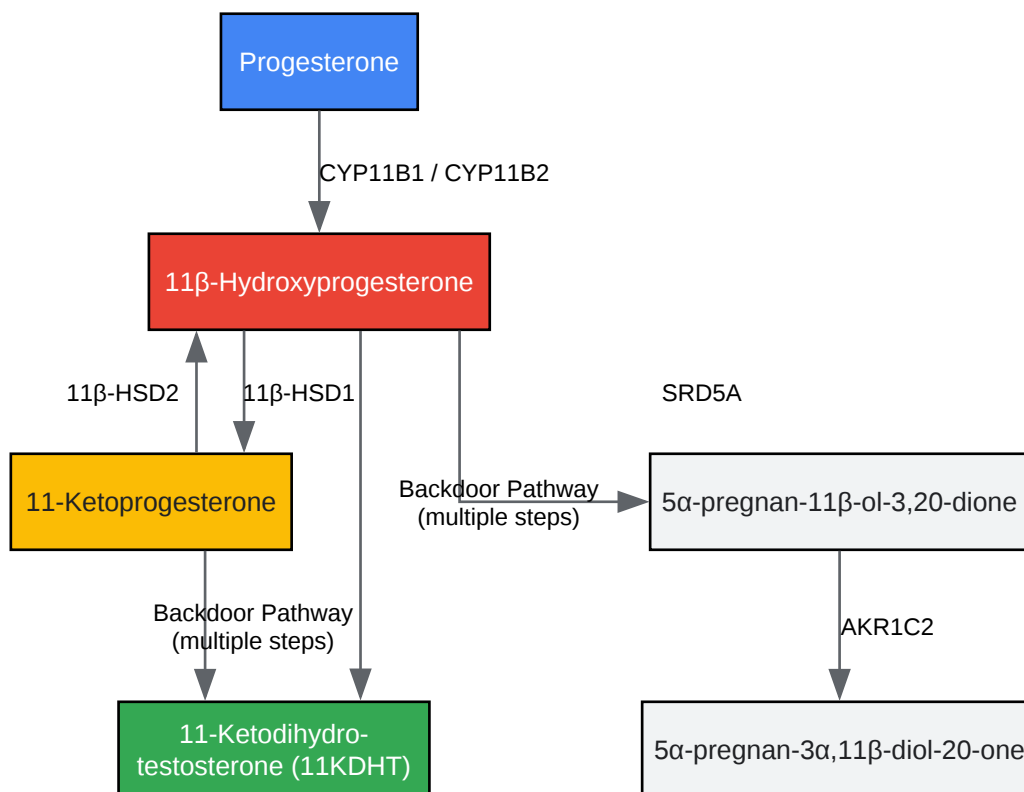 Progesterone
CYP11B1 / CYP11B2
11β-Hydroxyprogesterone
11β-HSD2
11β-HSD1
SRD5A
11-Ketoprogesterone
Backdoor Pathway
(multiple steps)
5α-pregnan-11β-ol-3,20-dione
Backdoor Pathway
(multiple steps)
AKR1C2
11-Ketodihydro-
testosterone (11KDHT)
5α-pregnan-3α,11β-diol-20-one